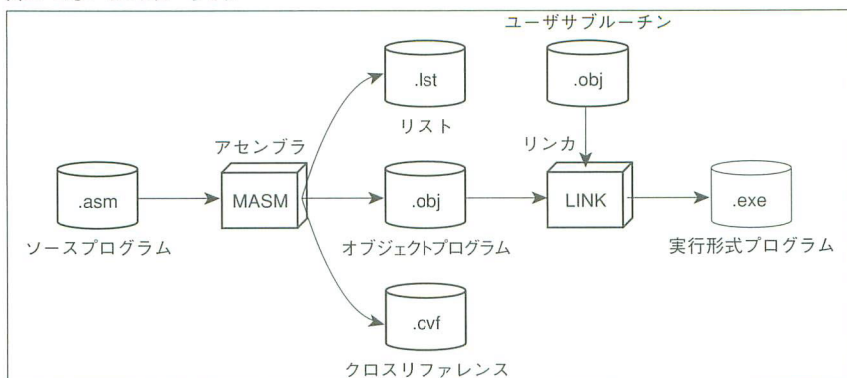 ユーザサブルーチン
.lst
.obj
リスト
アセンブラ
リンカ
.asm
MASM
.obj
LINK
.exe
ソースプログラム
オブジェクトプログラム
実行形式プログラム
.cvf
クロスリファレンス